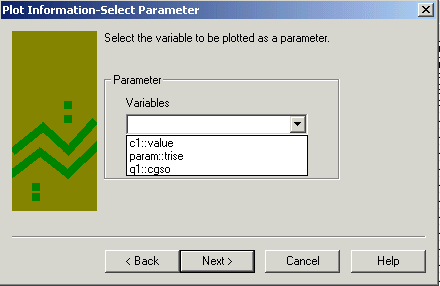 Plot Information-Select Parameter
Select the variable to be plotted as a parameter.
Parameter
Variables
c1::value
param::trise
q1::cgso
< Back
Next >
Cancel
Help